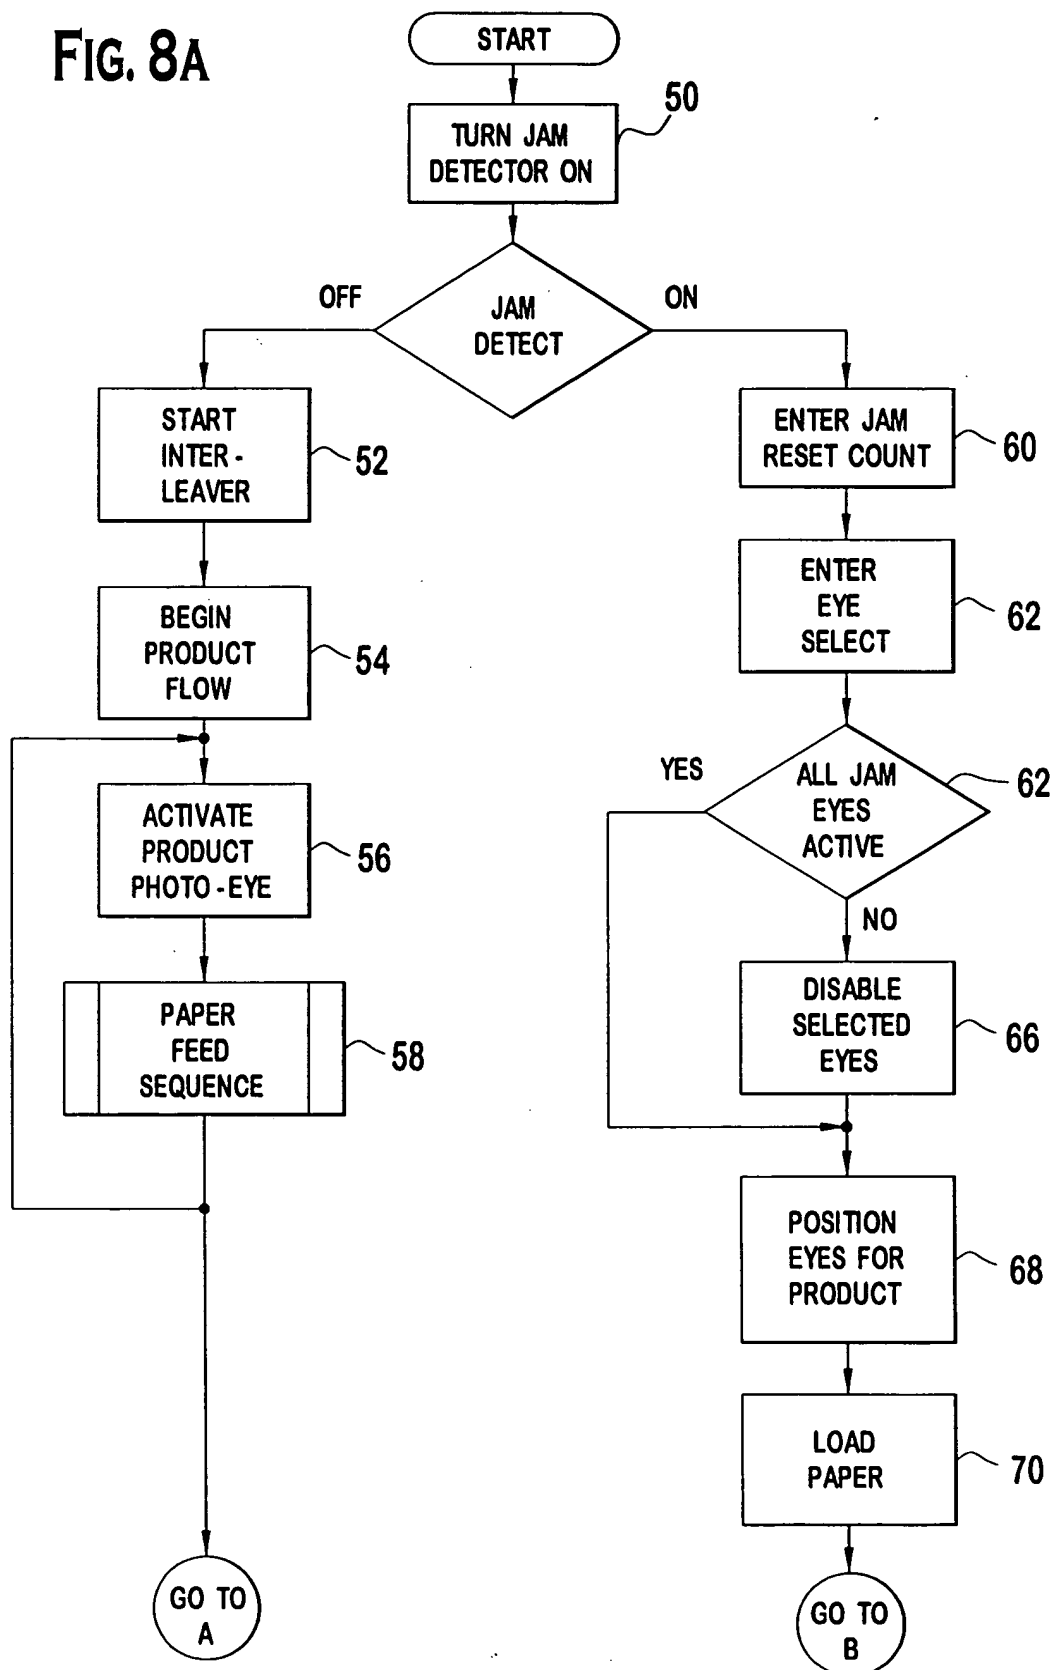 FIG. 8A
START
TURN JAM
DETECTOR ON
50
JAM
DETECT
OFF
ON
START
INTER-
LEAVER
52
BEGIN
PRODUCT
FLOW
54
ACTIVATE
PRODUCT
PHOTO-EYE
56
PAPER
FEED
SEQUENCE
58
GO TO
A
ENTER JAM
RESET COUNT
60
ENTER
EYE
SELECT
62
ALL JAM
EYES
ACTIVE
62
YES
NO
DISABLE
SELECTED
EYES
66
POSITION
EYES FOR
PRODUCT
68
LOAD
PAPER
70
GO TO
B